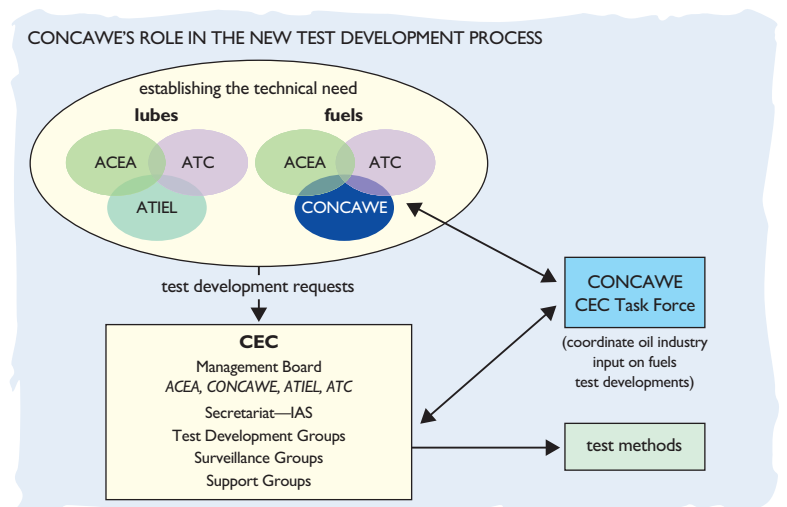 CONCAWE'S ROLE IN THE NEW TEST DEVELOPMENT PROCESS
establishing the technical need
lubes
fuels
ACEA
ATC
ACEA
ATC
ATIEL
CONCAWE
test development requests
CONCAWE
CEC Task Force
(coordinate oil industry
input on fuels
test developments)
CEC
Management Board
ACEA, CONCAWE, ATIEL, ATC
Secretariat—IAS
Test Development Groups
Surveillance Groups
Support Groups
test methods